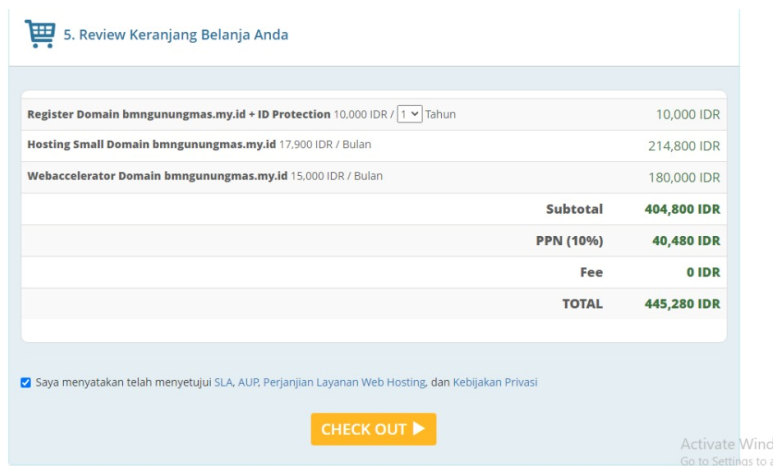 5. Review Keranjang Belanja Anda
Register Domain bmngunungmas.my.id + ID Protection 10,000 IDR / 1 Tahun 10,000 IDR
Hosting Small Domain bmngunungmas.my.id 17,900 IDR / Bulan 214,800 IDR
Webaccelerator Domain bmngunungmas.my.id 15,000 IDR / Bulan 180,000 IDR
Subtotal 404,800 IDR
PPN (10%) 40,480 IDR
Fee 0 IDR
TOTAL 445,280 IDR
Saya menyatakan telah menyetujui SLA, AUP, Perjanjian Layanan Web Hosting, dan Kebijakan Privasi
CHECK OUT
Activate Wind
Go to Settings to a